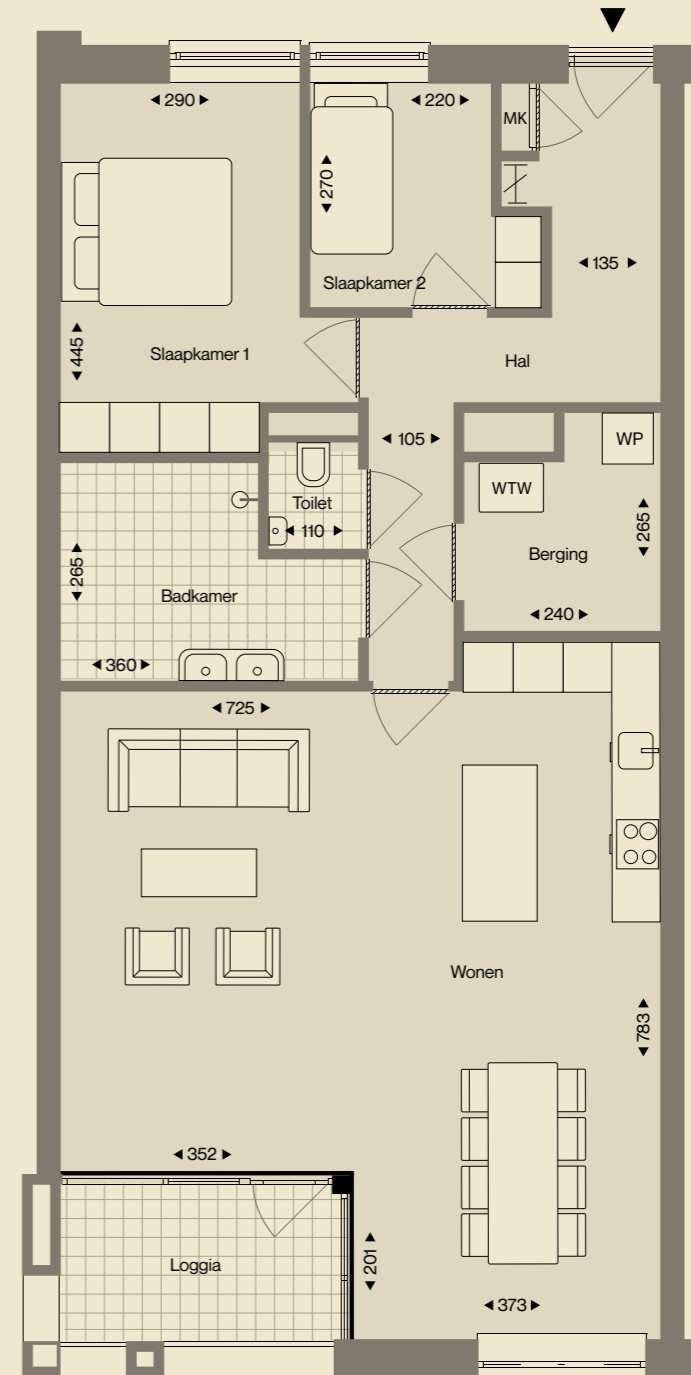 290
220
MK
270
135
Slaapkamer 2
445
Slaapkamer 1
Hal
105
WP
WTW
Toilet
110
265
Berging
265
Badkamer
240
360
725
Wonen
783
352
Loggia
201
373